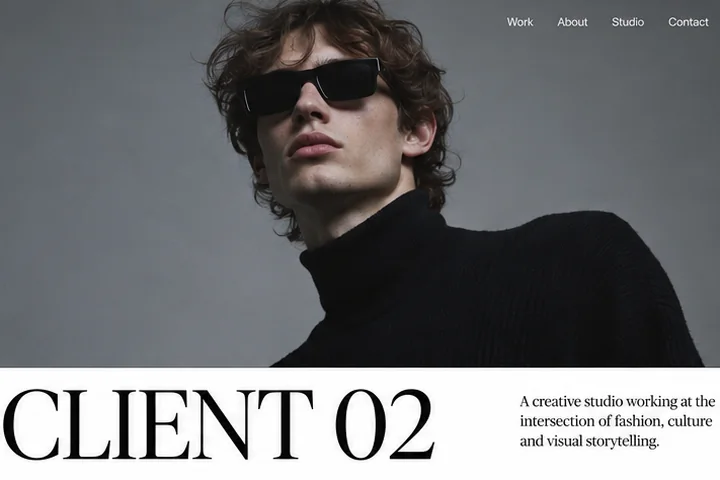 Work About Studio Contact
CLIENT 02
A creative studio working at the
intersection of fashion, culture
and visual storytelling.